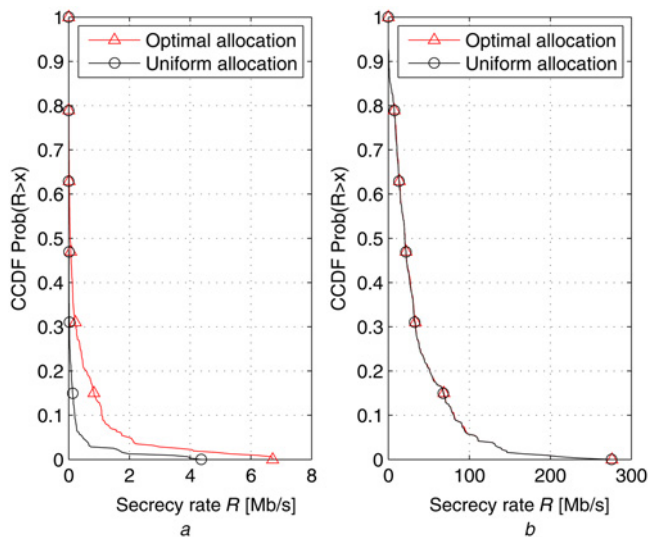 Optimal allocation
Uniform allocation
1
0.9
0.8
0.7
0.6
0.5
0.4
0.3
0.2
0.1
0
CCDF Prob(R>x)
0 2 4 6 8
Secrecy rate R [Mb/s]
a
Optimal allocation
Uniform allocation
1
0.9
0.8
0.7
0.6
0.5
0.4
0.3
0.2
0.1
0
CCDF Prob(R>x)
0 100 200 300
Secrecy rate R [Mb/s]
b